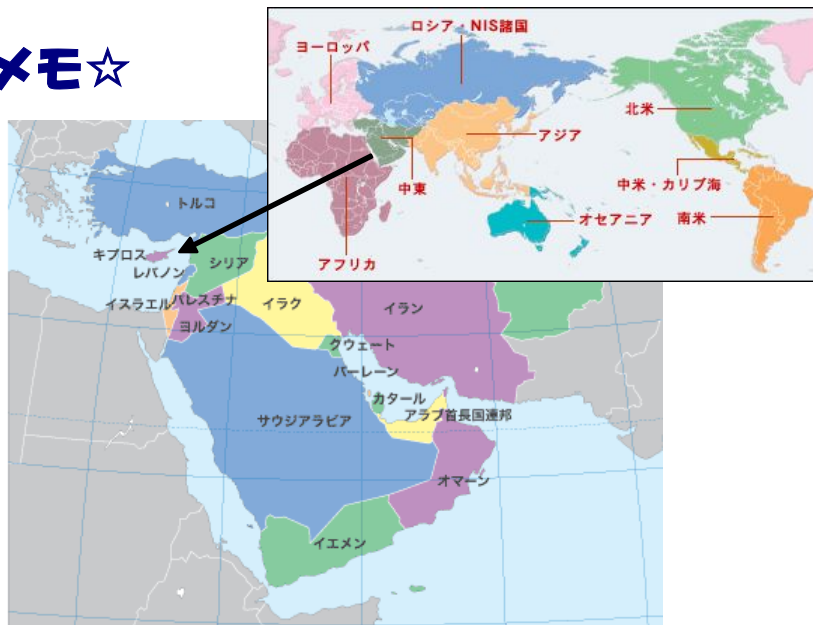 メモ☆
ロシア・NIS諸国
ヨーロッパ
北米
アジア
中東
中米・カリブ海
オセアニア
南米
アフリカ
トルコ
キプロス
シリア
レバノン
イスラエル
パレスチナ
イラク
イラン
ヨルダン
クウェート
バーレーン
カタール
アラブ首長国連邦
サウジアラビア
オマーン
イエメン